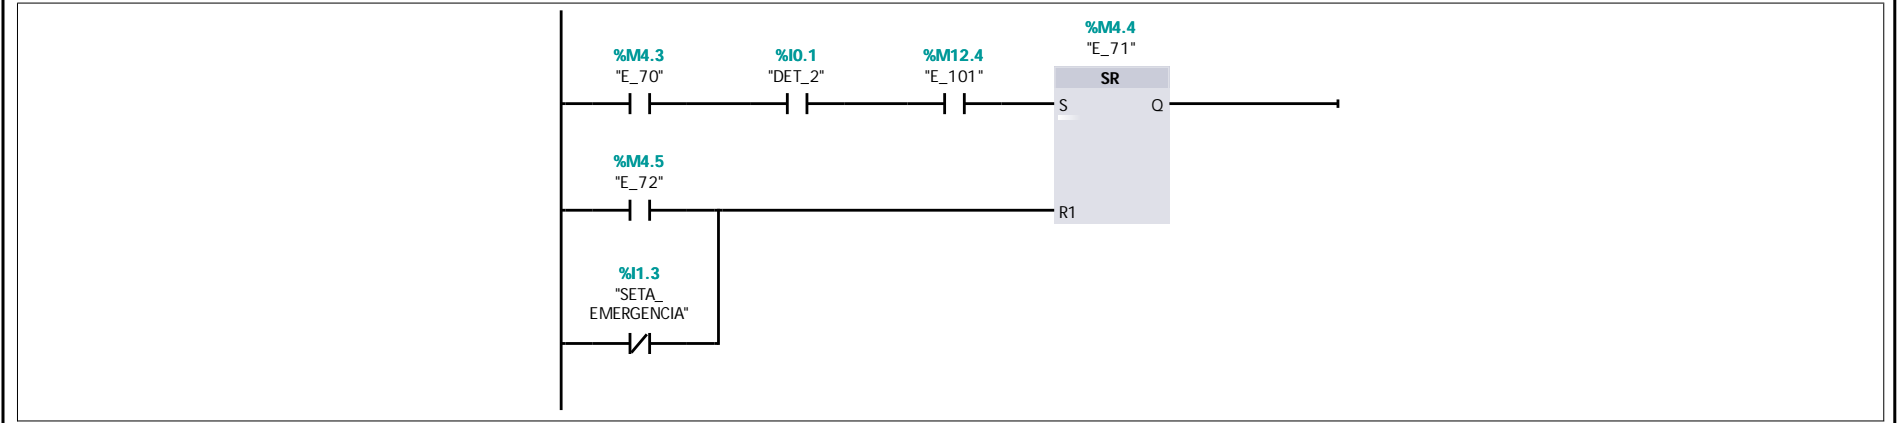 %M4.4
"E_71"
%M4.3
"E_70"
%I0.1
"DET_2"
%M12.4
"E_101"
SR
S
Q
%M4.5
"E_72"
R1
%I1.3
"SETA_
EMERGENCIA"